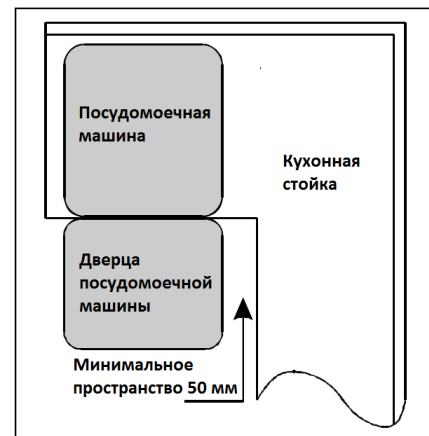 Посудомоечная
машина
Кухонная
стойка
Дверца
посудомоечной
машины
Минимальное
пространство 50 мм